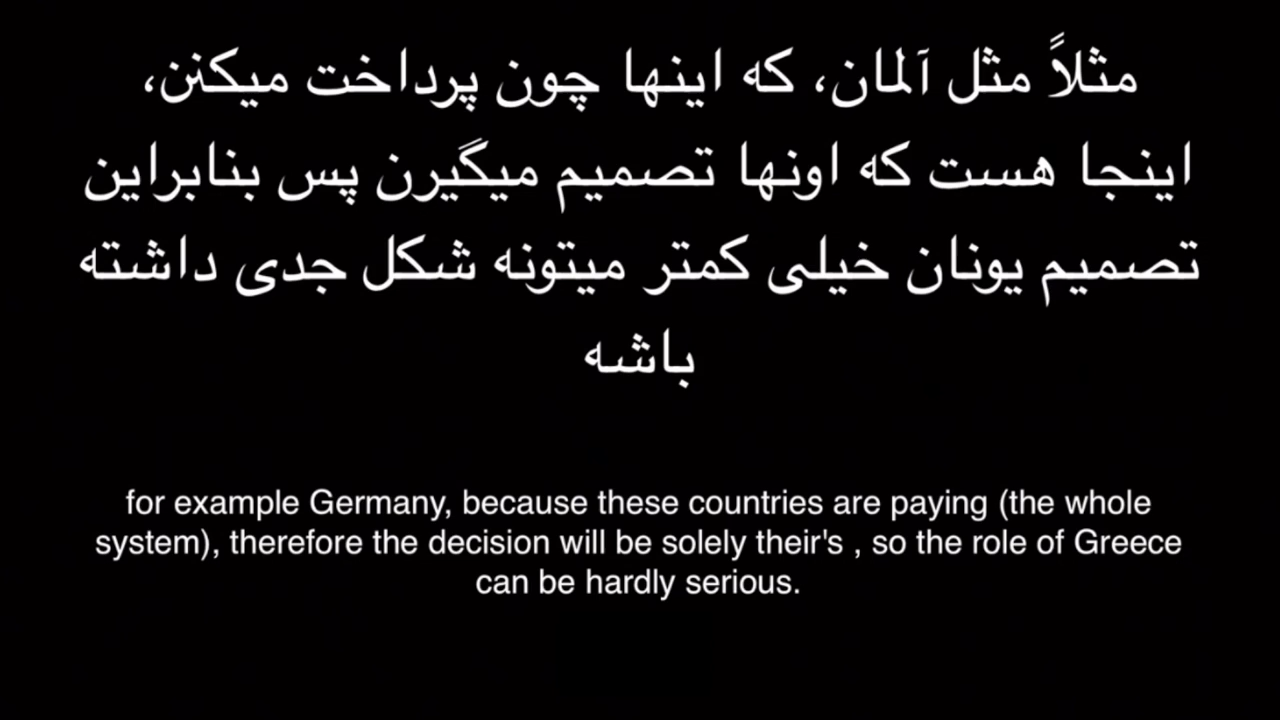 مثلاً مثل آلمان، که اینها چون پرداخت میکنن،
اینجا هست که اونها تصمیم میگیرن پس بنابراین
تصمیم یونان خیلی کمتر میتونه شکل جدی داشته
باشه
for example Germany, because these countries are paying (the whole
system), therefore the decision will be solely their's , so the role of Greece
can be hardly serious.